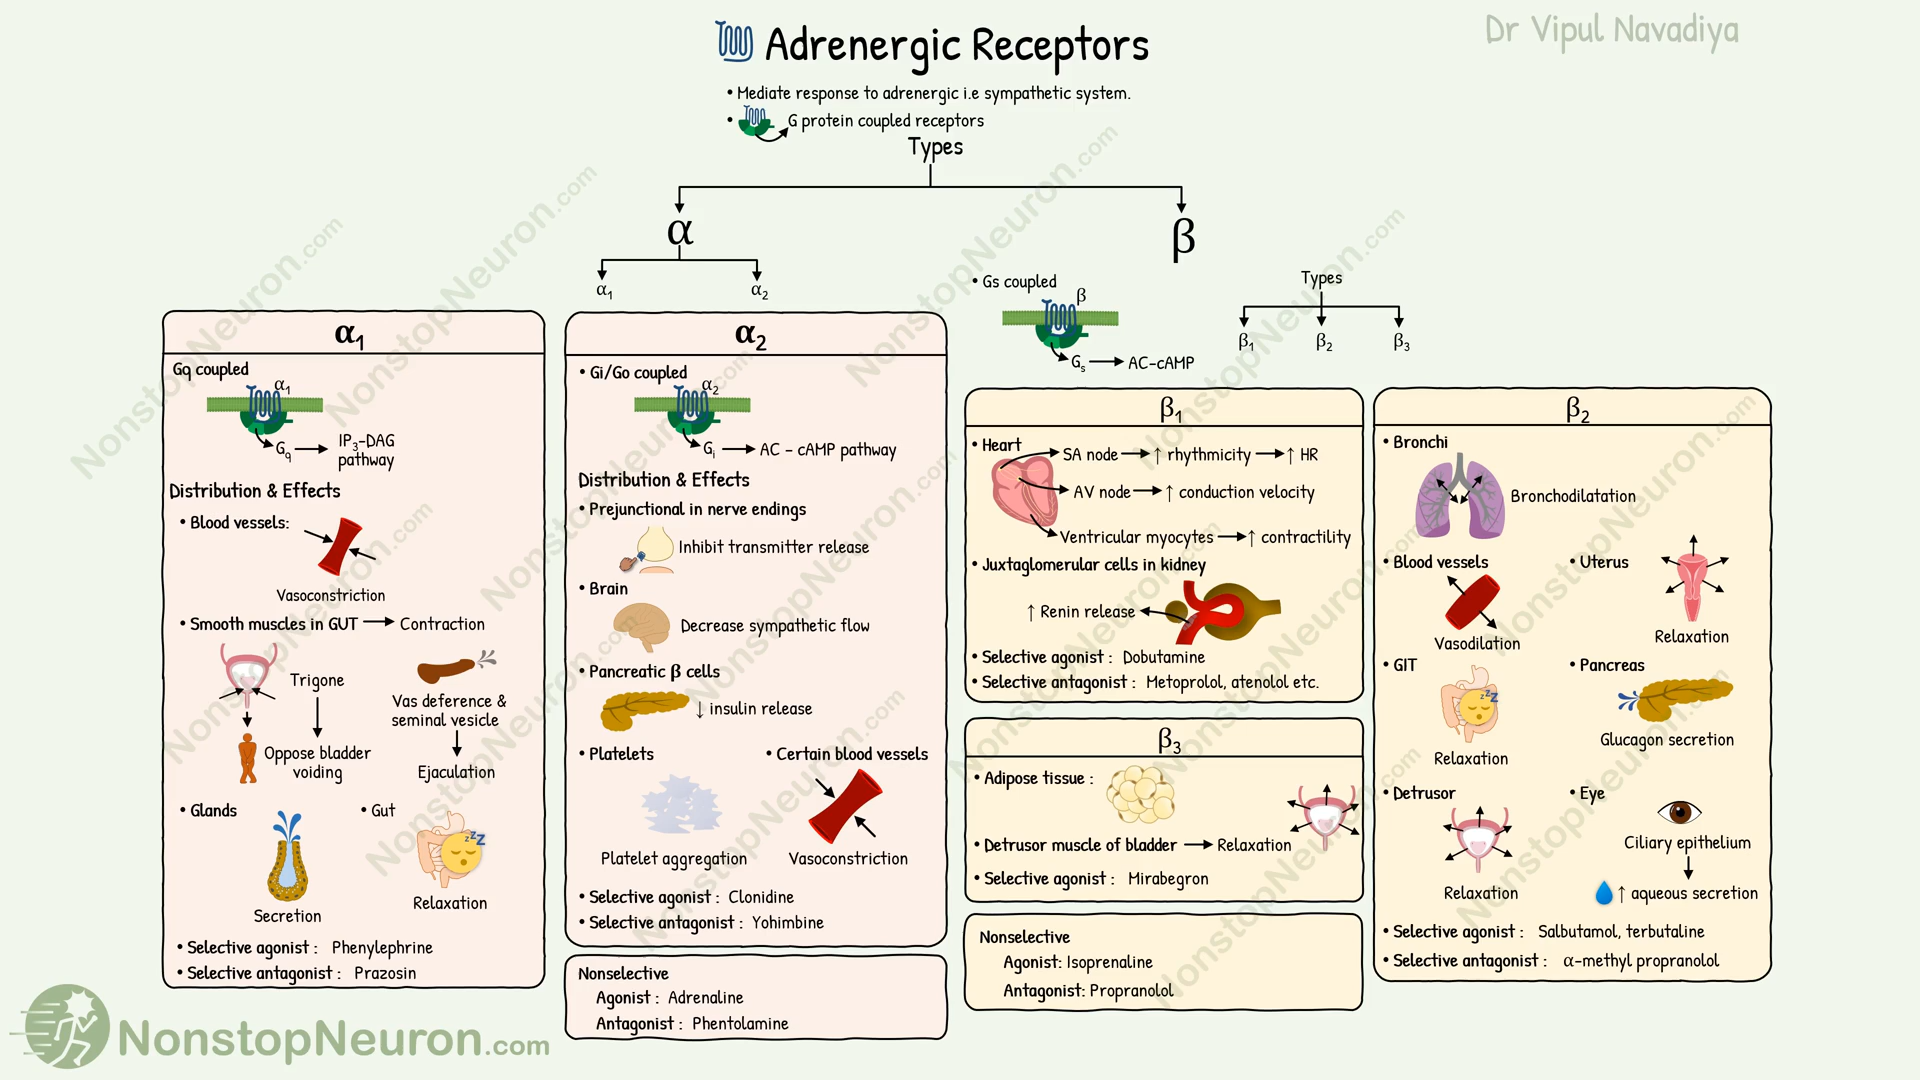 Dr Vipul Navadiya
Adrenergic Receptors
• Mediate response to adrenergic i.e sympathetic system.
• G protein coupled receptors
Types
α
α1
α2
β
• Gs coupled
β
Gs → AC-cAMP
Types
β1
β2
β3
α1
Gq coupled
α1
Gq → IP3-DAG
pathway
Distribution & Effects
• Blood vessels:
Vasoconstriction
• Smooth muscles in GUT → Contraction
Trigone
Oppose bladder
voiding
Vas deference &
seminal vesicle
Ejaculation
• Glands
Secretion
• Gut
zzZ
Relaxation
• Selective agonist : Phenylephrine
• Selective antagonist : Prazosin
α2
• Gi/Go coupled
α2
Gi → AC - cAMP pathway
Distribution & Effects
• Prejunctional in nerve endings
Inhibit transmitter release
• Brain
Decrease sympathetic flow
• Pancreatic β cells
↓ insulin release
• Platelets
Platelet aggregation
• Certain blood vessels
Vasoconstriction
• Selective agonist : Clonidine
• Selective antagonist : Yohimbine
Nonselective
Agonist : Adrenaline
Antagonist : Phentolamine
β1
• Heart
SA node → ↑ rhythmicity → ↑ HR
AV node → ↑ conduction velocity
Ventricular myocytes → ↑ contractility
• Juxtaglomerular cells in kidney
↑ Renin release
• Selective agonist : Dobutamine
• Selective antagonist : Metoprolol, atenolol etc.
β3
• Adipose tissue :
• Detrusor muscle of bladder → Relaxation
• Selective agonist : Mirabegron
Nonselective
Agonist: Isoprenaline
Antagonist: Propranolol
β2
• Bronchi
Bronchodilatation
• Blood vessels
Vasodilation
• Uterus
Relaxation
• GIT
zzZ
Relaxation
• Pancreas
Glucagon secretion
• Detrusor
Relaxation
• Eye
Ciliary epithelium
↑ aqueous secretion
• Selective agonist : Salbutamol, terbutaline
• Selective antagonist : α-methyl propranolol
NonstopNeuron.com